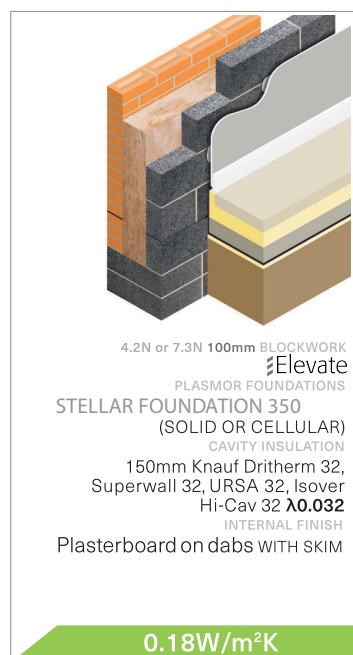 4.2N or 7.3N 100mm BLOCKWORK
Elevate
PLASMOR FOUNDATIONS
STELLAR FOUNDATION 350
(SOLID OR CELLULAR)
CAVITY INSULATION
150mm Knauf Dritherm 32,
Superwall 32, URSA 32, Isover
Hi-Cav 32 λ0.032
INTERNAL FINISH
Plasterboard on dabs WITH SKIM
0.18W/m²K